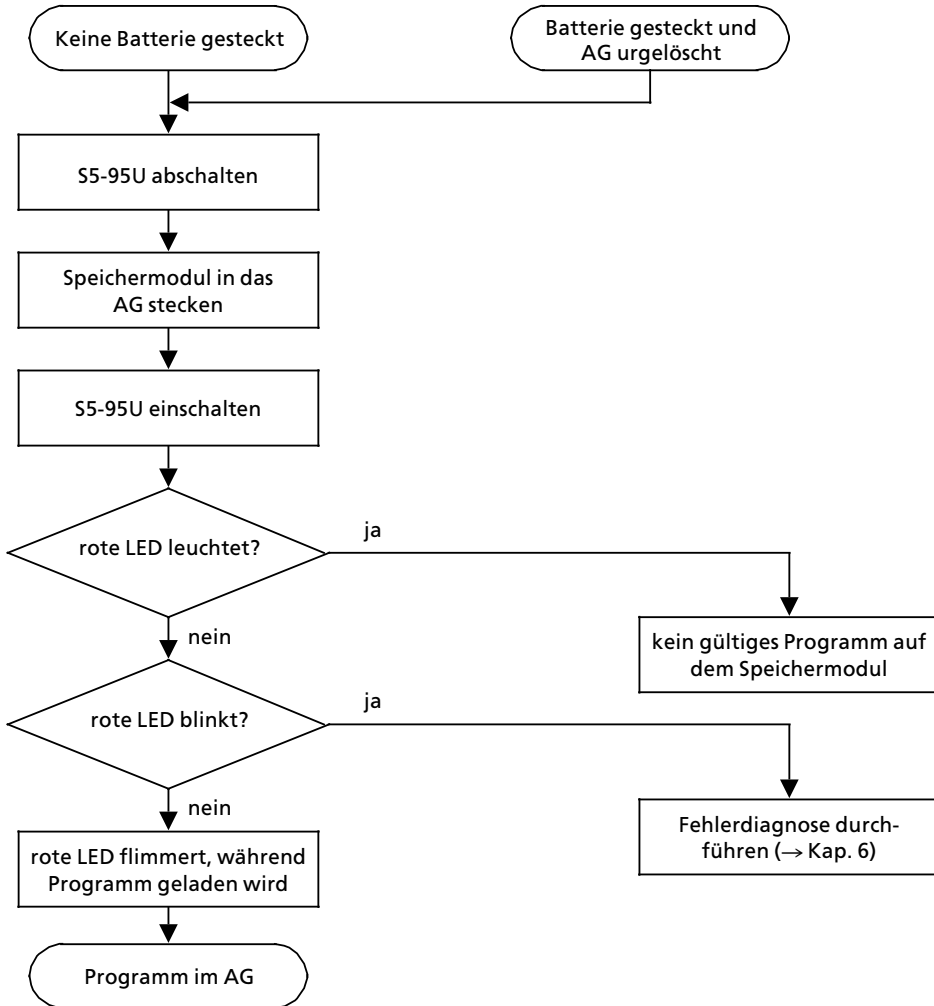 Keine Batterie gesteckt
Batterie gesteckt und
AG urgelöscht
S5-95U abschalten
Speichermodul in das
AG stecken
S5-95U einschalten
rote LED leuchtet?
ja
nein
kein gültiges Programm auf
dem Speichermodul
rote LED blinkt?
ja
nein
Fehlerdiagnose durch-
führen (→ Kap. 6)
rote LED flimmert, während
Programm geladen wird
Programm im AG